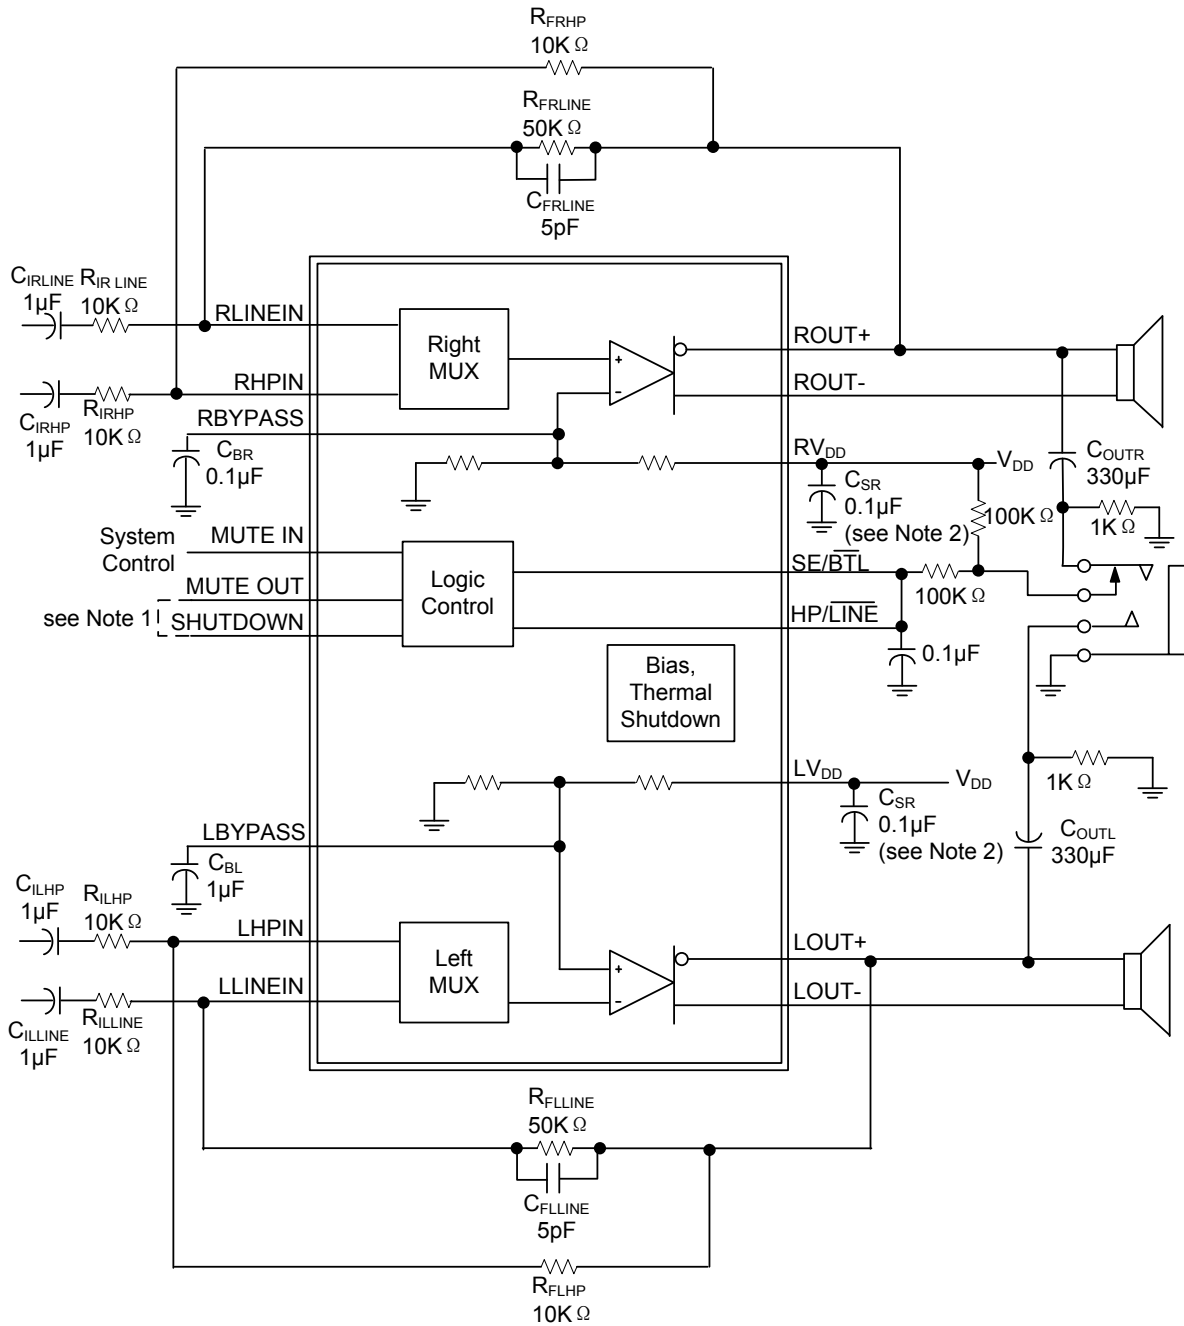 RFRHP
10K Ω
RFRLINE
50K Ω
CFRLINE
5pF
CIRLINE
1µF
RIR LINE
10K Ω
RLINEIN
Right
MUX
+
-
ROUT+
ROUT-
RHPIN
CIRHP
1µF
RIRHP
10K Ω
RBYPASS
CBR
0.1µF
RVDD
VDD
CSR
0.1µF
(see Note 2)
100K Ω
COUTR
330µF
1K Ω
System
Control
MUTE IN
MUTE OUT
see Note 1
SHUTDOWN
Logic
Control
SE/BTL
100K Ω
HP/LINE
0.1µF
Bias,
Thermal
Shutdown
LVDD
VDD
CSR
0.1µF
(see Note 2)
1K Ω
COUTL
330µF
LBYPASS
CBL
1µF
CILHP
1µF
RILHP
10K Ω
LHPIN
Left
MUX
+
-
LOUT+
LOUT-
LLINEIN
CILLINE
1µF
RILLINE
10K Ω
RFLLINE
50K Ω
CFLLINE
5pF
RFLHP
10K Ω